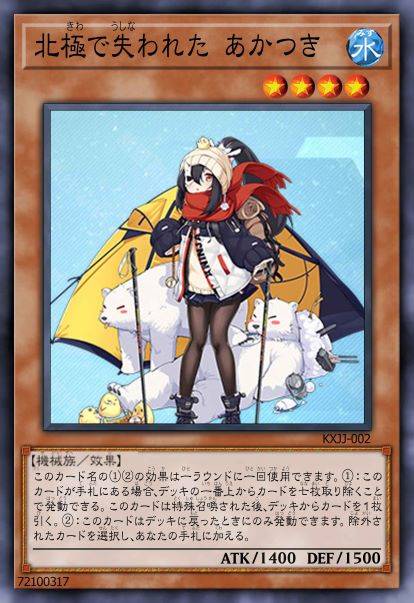 北極で失われた あかつき
水
KXJJ-002
【機械族/効果】
このカード名の①②の効果は一ラウンドに一回使用できます。①:このカ
ードが手札にある場合、デッキの一番上からカードを七枚取り除くこと
で発動できる。このカードは特殊召喚された後、デッキからカードを1枚
引く。②:このカードはデッキに戻ったときにのみ発動できます。除外さ
れたカードを選択し、あなたの手札に加える。
ATK/1400 DEF/1500
72100317